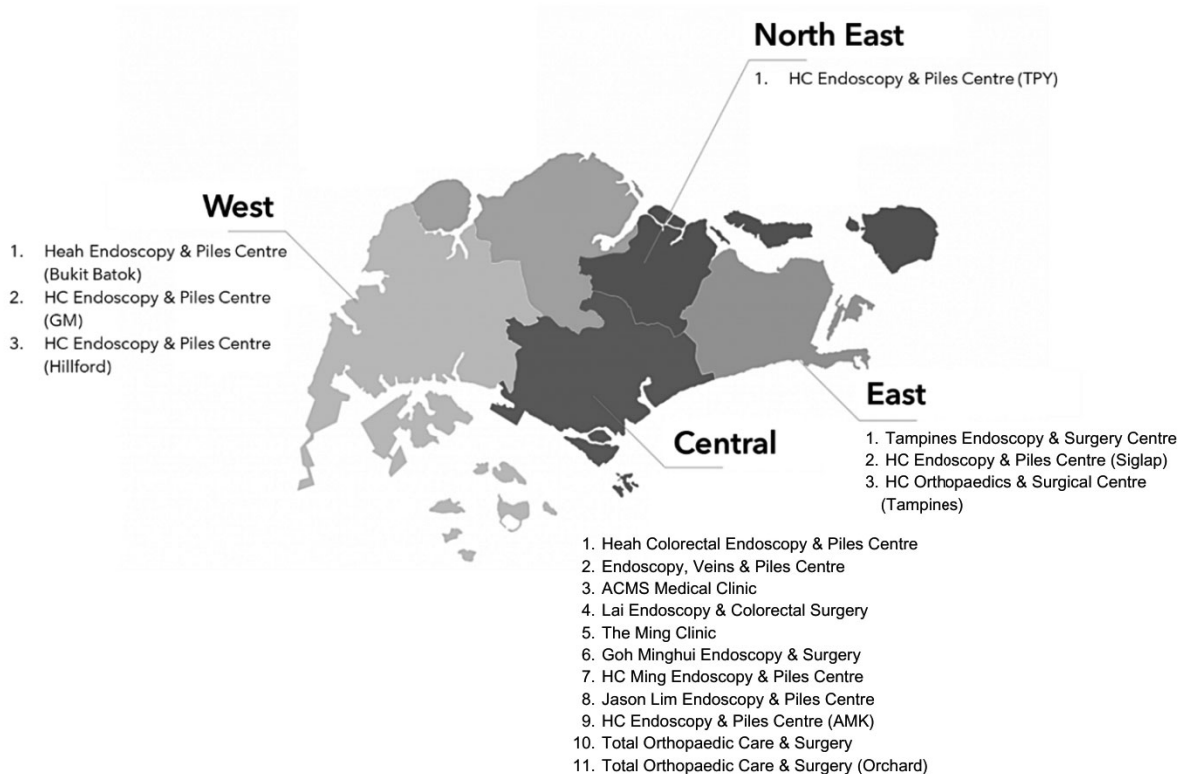 North East
1. HC Endoscopy & Piles Centre (TPY)
West
1. Heah Endoscopy & Piles Centre
(Bukit Batok)
2. HC Endoscopy & Piles Centre
(GM)
3. HC Endoscopy & Piles Centre
(Hillford)
East
1. Tampines Endoscopy & Surgery Centre
2. HC Endoscopy & Piles Centre (Siglap)
3. HC Orthopaedics & Surgical Centre
(Tampines)
Central
1. Heah Colorectal Endoscopy & Piles Centre
2. Endoscopy, Veins & Piles Centre
3. ACMS Medical Clinic
4. Lai Endoscopy & Colorectal Surgery
5. The Ming Clinic
6. Goh Minghui Endoscopy & Surgery
7. HC Ming Endoscopy & Piles Centre
8. Jason Lim Endoscopy & Piles Centre
9. HC Endoscopy & Piles Centre (AMK)
10. Total Orthopaedic Care & Surgery
11. Total Orthopaedic Care & Surgery (Orchard)